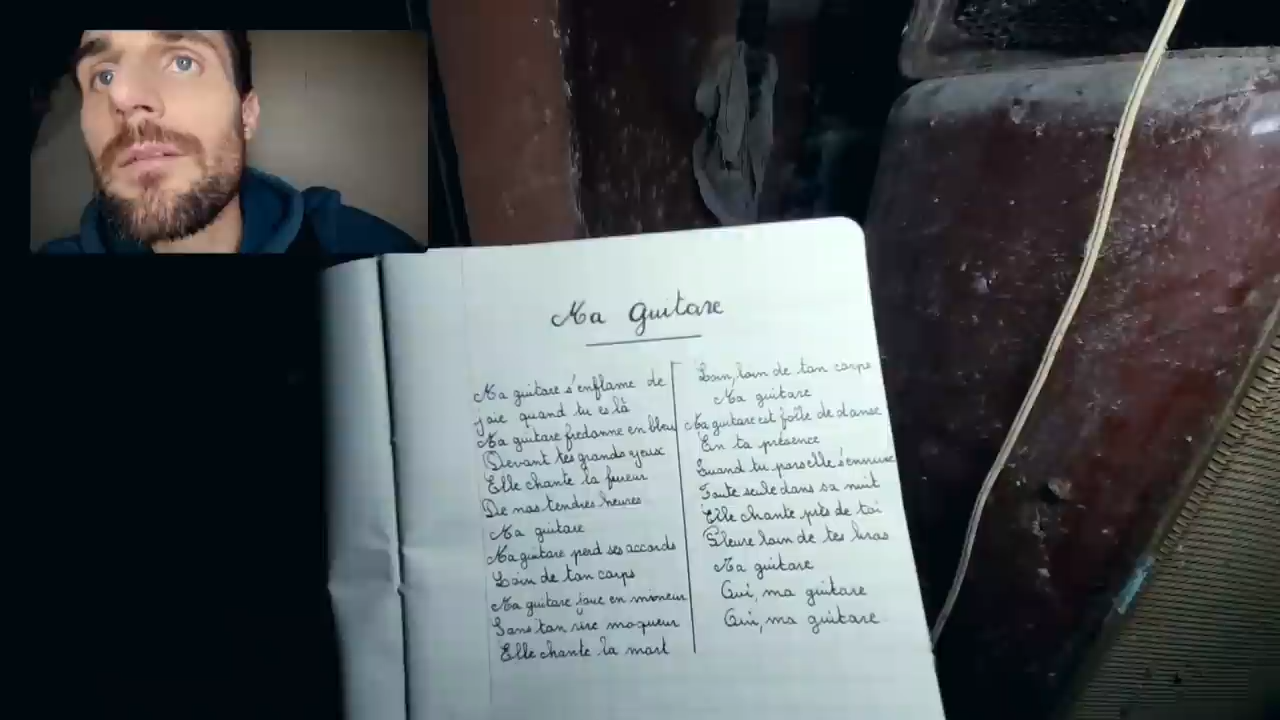 Ma guitare
Ma guitare s'enflame de
joie quand tu es là
Ma guitare fredonne en bleu
Devant tes grands yeux
Elle chante la fureur
De nos tendres heures
Ma guitare
Ma guitare perd ses accords
Loin de ton corps
Ma guitare joue en mineur
Sans ton rire moqueur
Elle chante la mort
Loin, loin de ton corps
Ma guitare
Ma guitare est folle de danse
En ta présence
Quand tu pars elle s'ennuie
Toute seule dans sa nuit
Elle chante près de toi
Pleure loin de tes bras
Ma guitare
Oui, ma guitare
Oui, ma guitare